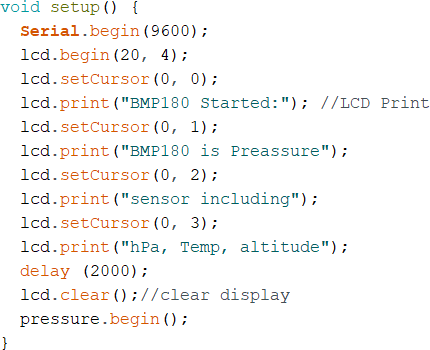 void setup() {
  Serial.begin(9600);
  lcd.begin(20, 4);
  lcd.setCursor(0, 0);
  lcd.print("BMP180 Started:"); //LCD Print
  lcd.setCursor(0, 1);
  lcd.print("BMP180 is Preassure");
  lcd.setCursor(0, 2);
  lcd.print("sensor including");
  lcd.setCursor(0, 3);
  lcd.print("hPa, Temp, altitude");
  delay (2000);
  lcd.clear();//clear display
  pressure.begin();
}